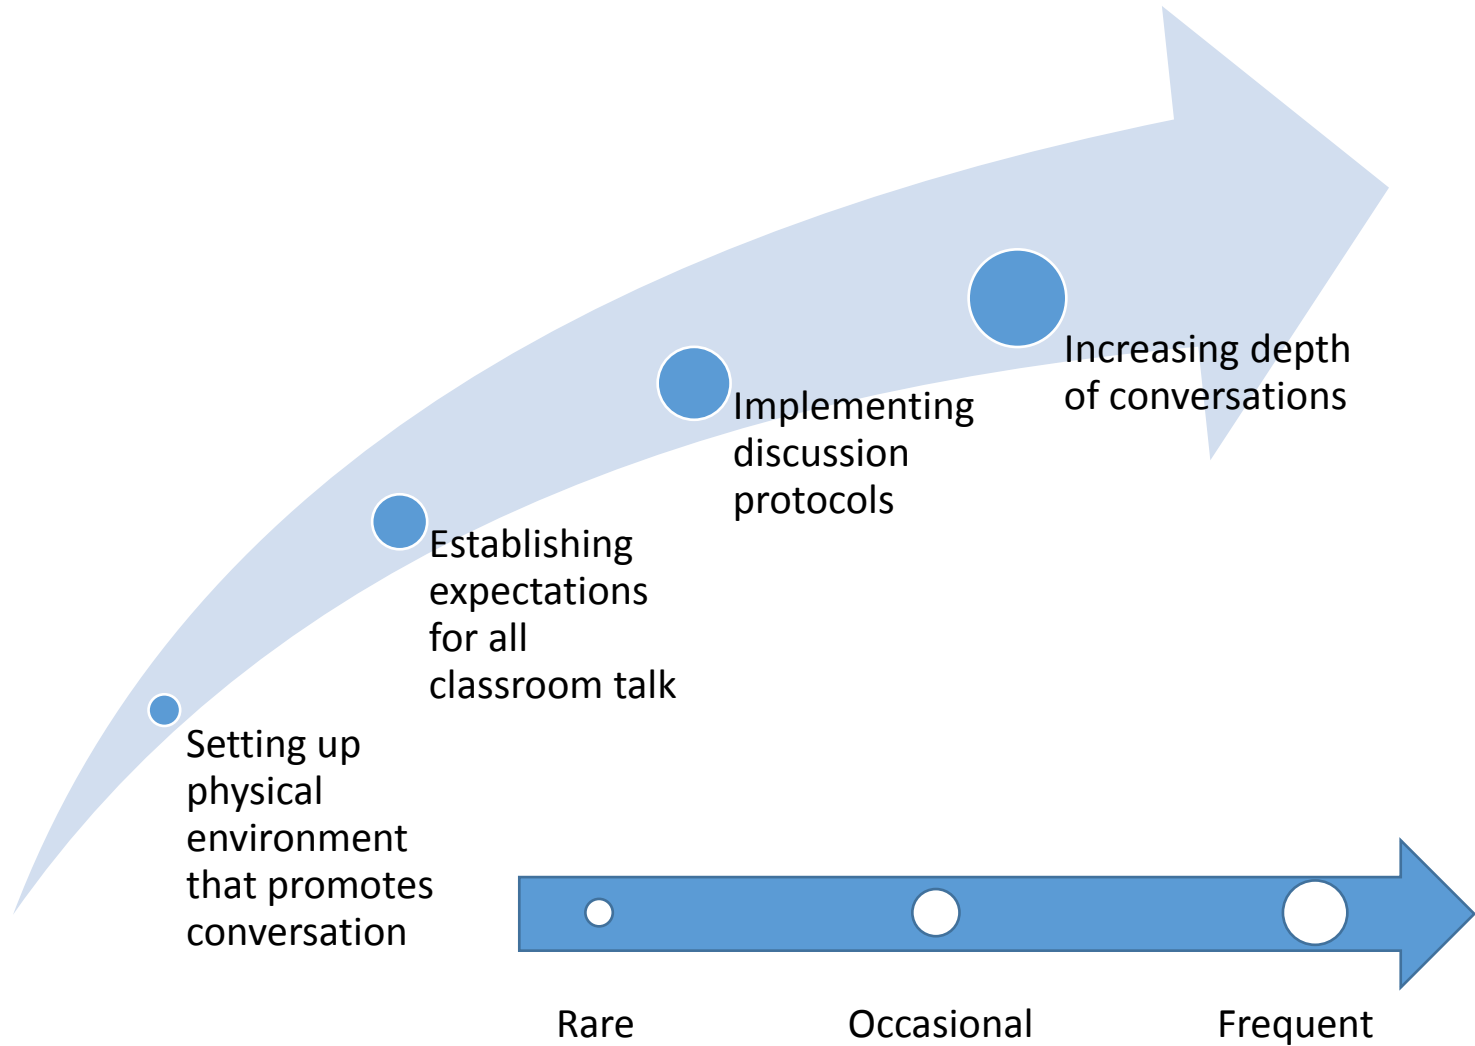 Setting up
physical
environment
that promotes
conversation
Establishing
expectations
for all
classroom talk
Implementing
discussion
protocols
Increasing depth
of conversations
Rare
Occasional
Frequent